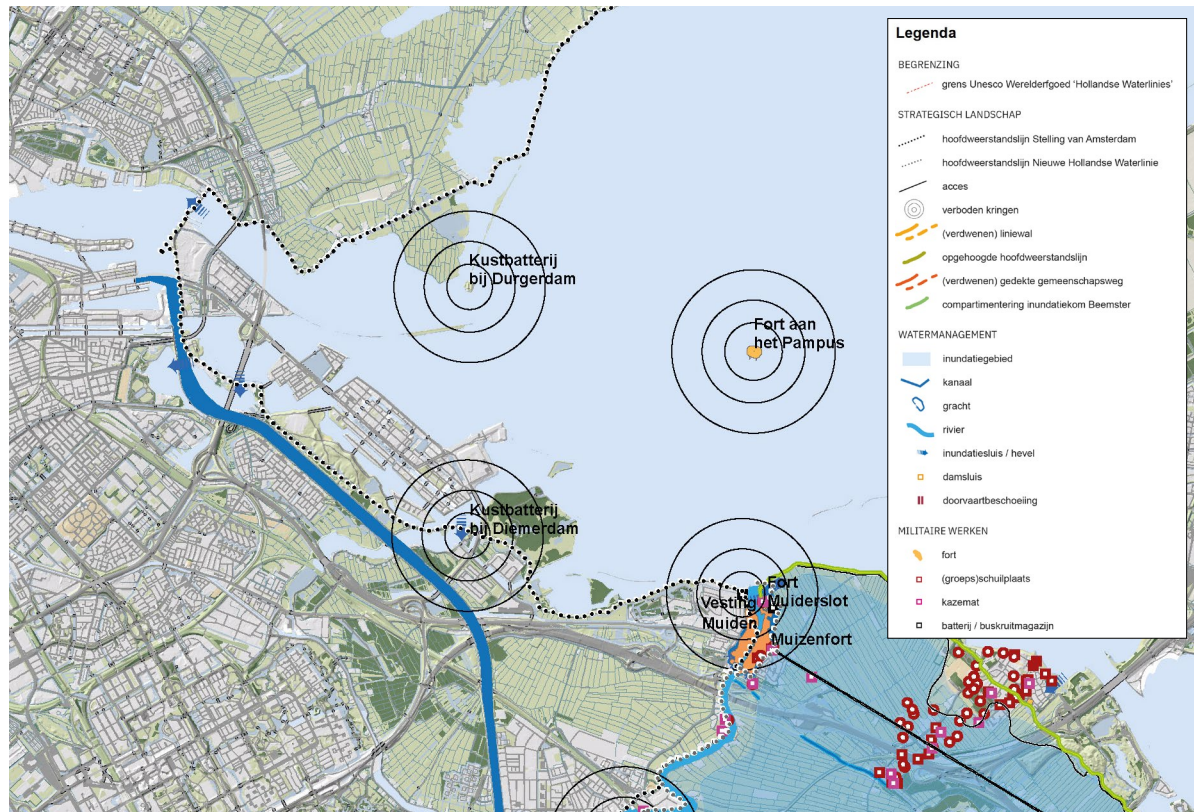 Legenda
BEGRENZING
grens Unesco Werelderfgoed 'Hollandse Waterlinies'
STRATEGISCH LANDSCHAP
hoofdweerstandslijn Stelling van Amsterdam
hoofdweerstandslijn Nieuwe Hollandse Waterlinie
acces
verboden kringen
(verdwenen) liniewal
opgehoogde hoofdweerstandslijn
(verdwenen) gedekte gemeenschapsweg
compartimentering inundatiekom Beemster
WATERMANAGEMENT
inundatiegebied
kanaal
gracht
rivier
inundatiesluis / hevel
damsluis
doorvaartbeschoeiing
MILITAIRE WERKEN
fort
(groeps)schuilplaats
kazemat
batterij / buskruitmagazijn
Kustbatterij
bij Durgerdam
Fort aan
het Pampus
Kustbatterij
bij Diemerdam
Fort
Muiderslot
Vesting
Muiden
Muizenfort